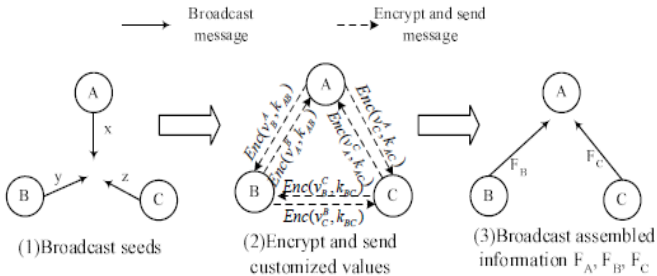 Broadcast message
Encrypt and send message
A
x
y
z
B
C
(1)Broadcast seeds
A
Enc(v_B^A, k_AB)
Enc(v_A^B, k_AB)
Enc(v_C^A, k_AC)
Enc(v_A^C, k_AC)
B
Enc(v_B^C, k_BC)
Enc(v_C^B, k_BC)
C
(2)Encrypt and send
customized values
A
F_B
F_C
B
C
(3)Broadcast assembled
information F_A, F_B, F_C